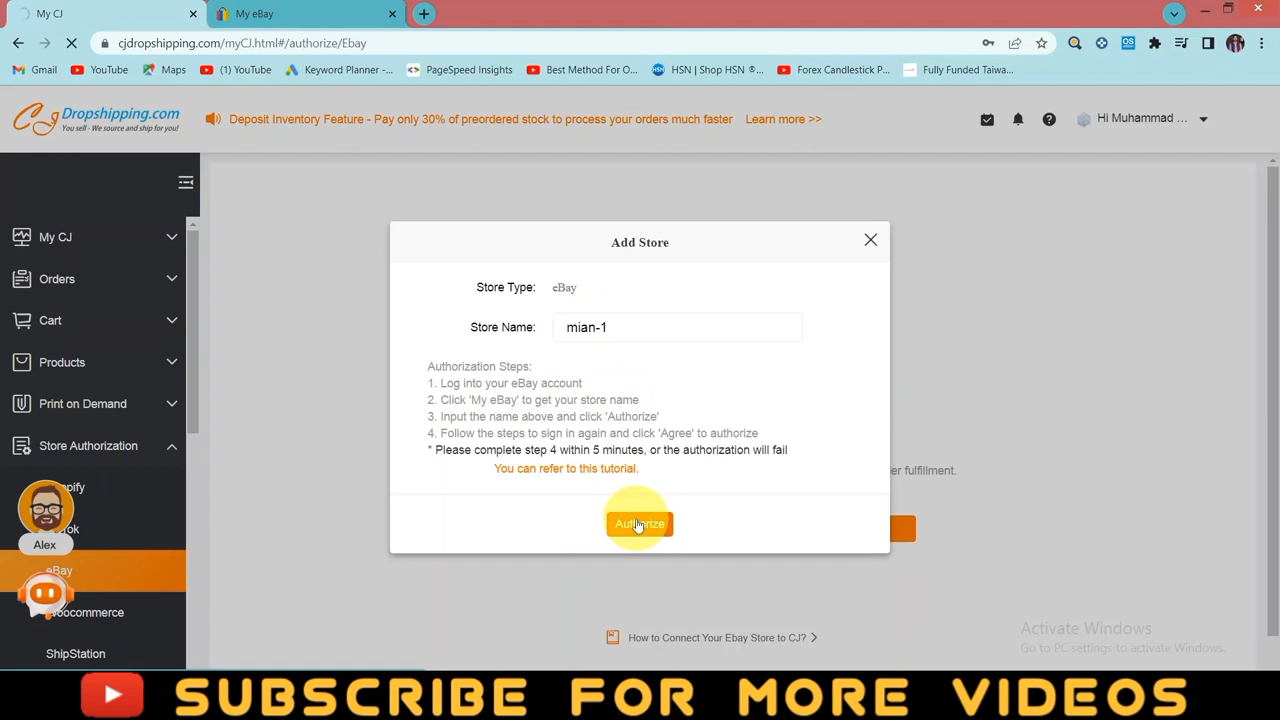 My CJ
My eBay
cjdropshipping.com/myCJ.html#/authorize/Ebay
Gmail
YouTube
Maps
(1) YouTube
Keyword Planner -...
PageSpeed Insights
Best Method For O...
HSN | Shop HSN ®...
Forex Candlestick P...
Fully Funded Taiwa...
CJ Dropshipping.com
You sell - We source and ship for you!
Deposit Inventory Feature - Pay only 30% of preordered stock to process your orders much faster Learn more >>
Hi Muhammad ...
My CJ
Orders
Cart
Products
Print on Demand
Store Authorization
Alex
eBay
ShipStation
Add Store
Store Type: eBay
Store Name: mian-1
Authorization Steps:
1. Log into your eBay account
2. Click 'My eBay' to get your store name
3. Input the name above and click 'Authorize'
4. Follow the steps to sign in again and click 'Agree' to authorize
* Please complete step 4 within 5 minutes, or the authorization will fail
You can refer to this tutorial.
Authorize
er fulfillment.
How to Connect Your Ebay Store to CJ? >
Activate Windows
Go to PC settings to activate Windows.
SUBSCRIBE FOR MORE VIDEOS